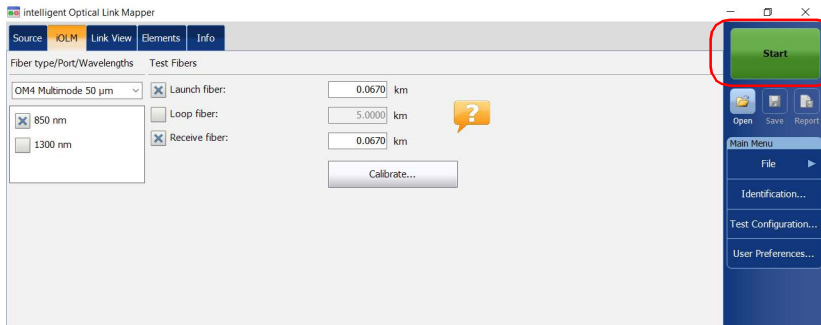 intelligent Optical Link Mapper
Source iOLM Link View Elements Info
Fiber type/Port/Wavelengths Test Fibers
OM4 Multimode 50 µm
850 nm
1300 nm
Launch fiber: 0.0670 km
Loop fiber: 5.0000 km
Receive fiber: 0.0670 km
?
Calibrate...
Start
Open Save Report
Main Menu
File
Identification...
Test Configuration...
User Preferences...